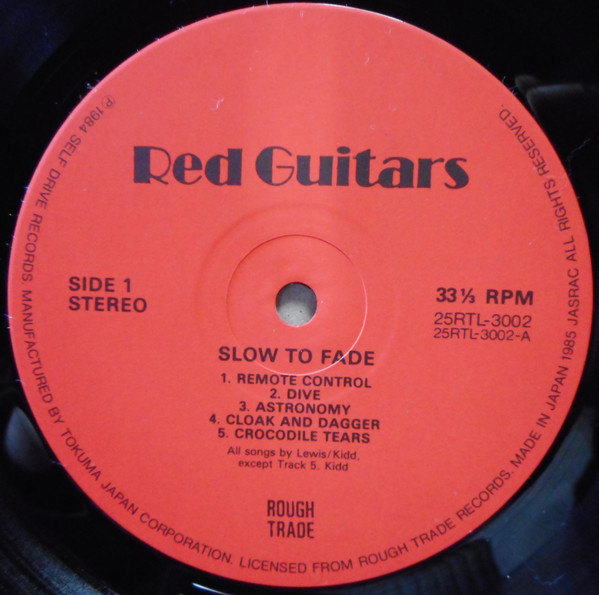 Red Guitars
SIDE 1
STEREO
33⅓ RPM
25RTL-3002
25RTL-3002-A
SLOW TO FADE
1. REMOTE CONTROL
2. DIVE
3. ASTRONOMY
4. CLOAK AND DAGGER
5. CROCODILE TEARS
All songs by Lewis/Kidd,
except Track 5. Kidd
ROUGH
TRADE
℗1984 SELF DRIVE RECORDS. MANUFACTURED BY TOKUMA JAPAN CORPORATION. LICENSED FROM ROUGH TRADE RECORDS. MADE IN JAPAN 1985 JASRAC ALL RIGHTS RESERVED.